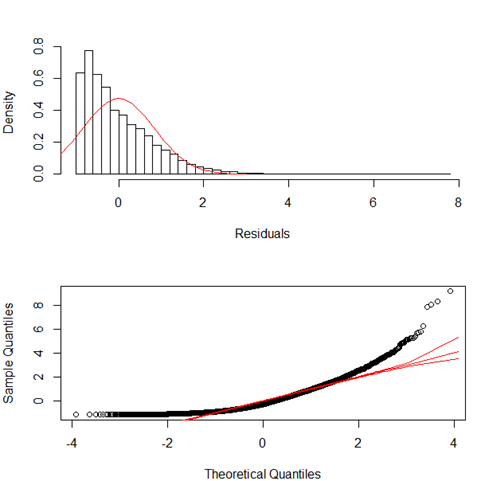 Density
0.0 0.2 0.4 0.6 0.8
0 2 4 6 8
Residuals
Sample Quantiles
0 2 4 6 8
-4 -2 0 2 4
Theoretical Quantiles